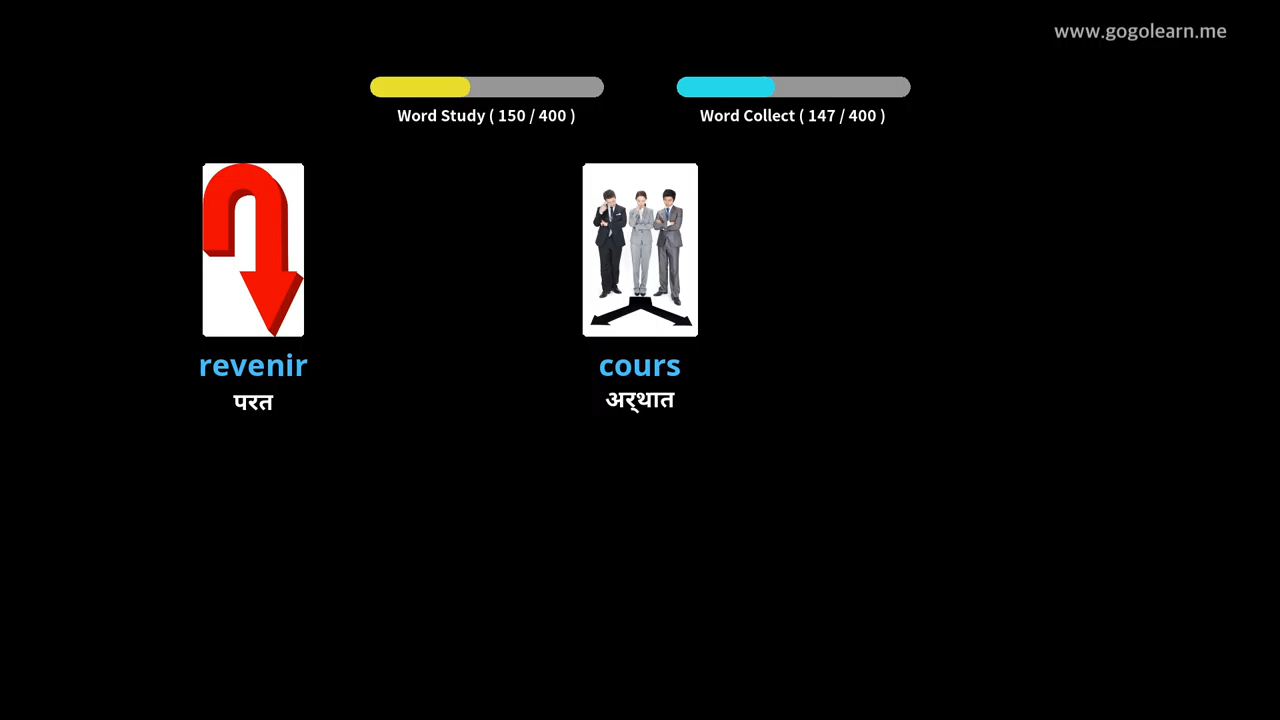 www.gogolearn.me
Word Study ( 150 / 400 )
Word Collect ( 147 / 400 )
revenir
cours
परत
अर्थात